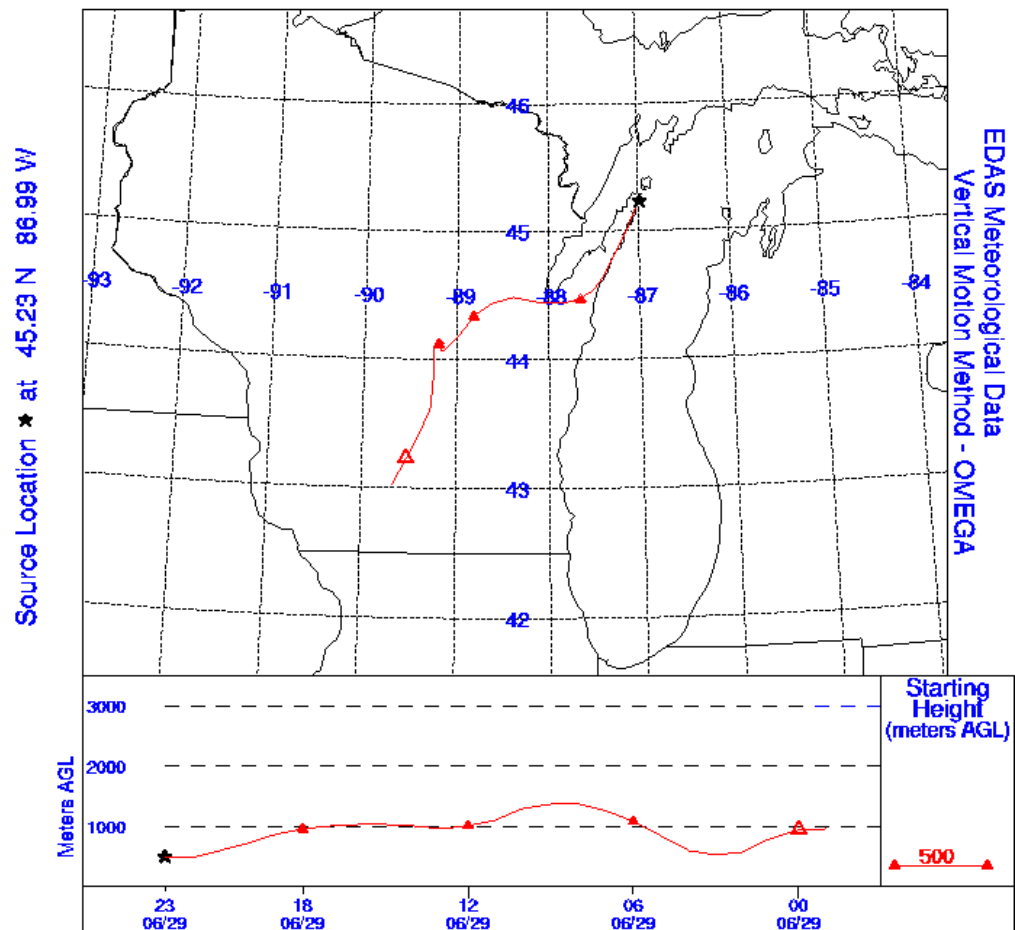 Source Location ★ at 45.23 N 86.99 W
EDAS Meteorological Data
Vertical Motion Method - OMEGA
46
45
-93
-92
-91
-90
-89
-88
-87
-86
-85
-84
44
43
42
Starting
Height
(meters AGL)
500
Meters AGL
3000
2000
1000
23 18 12 06 00
06/29 06/29 06/29 06/29 06/29